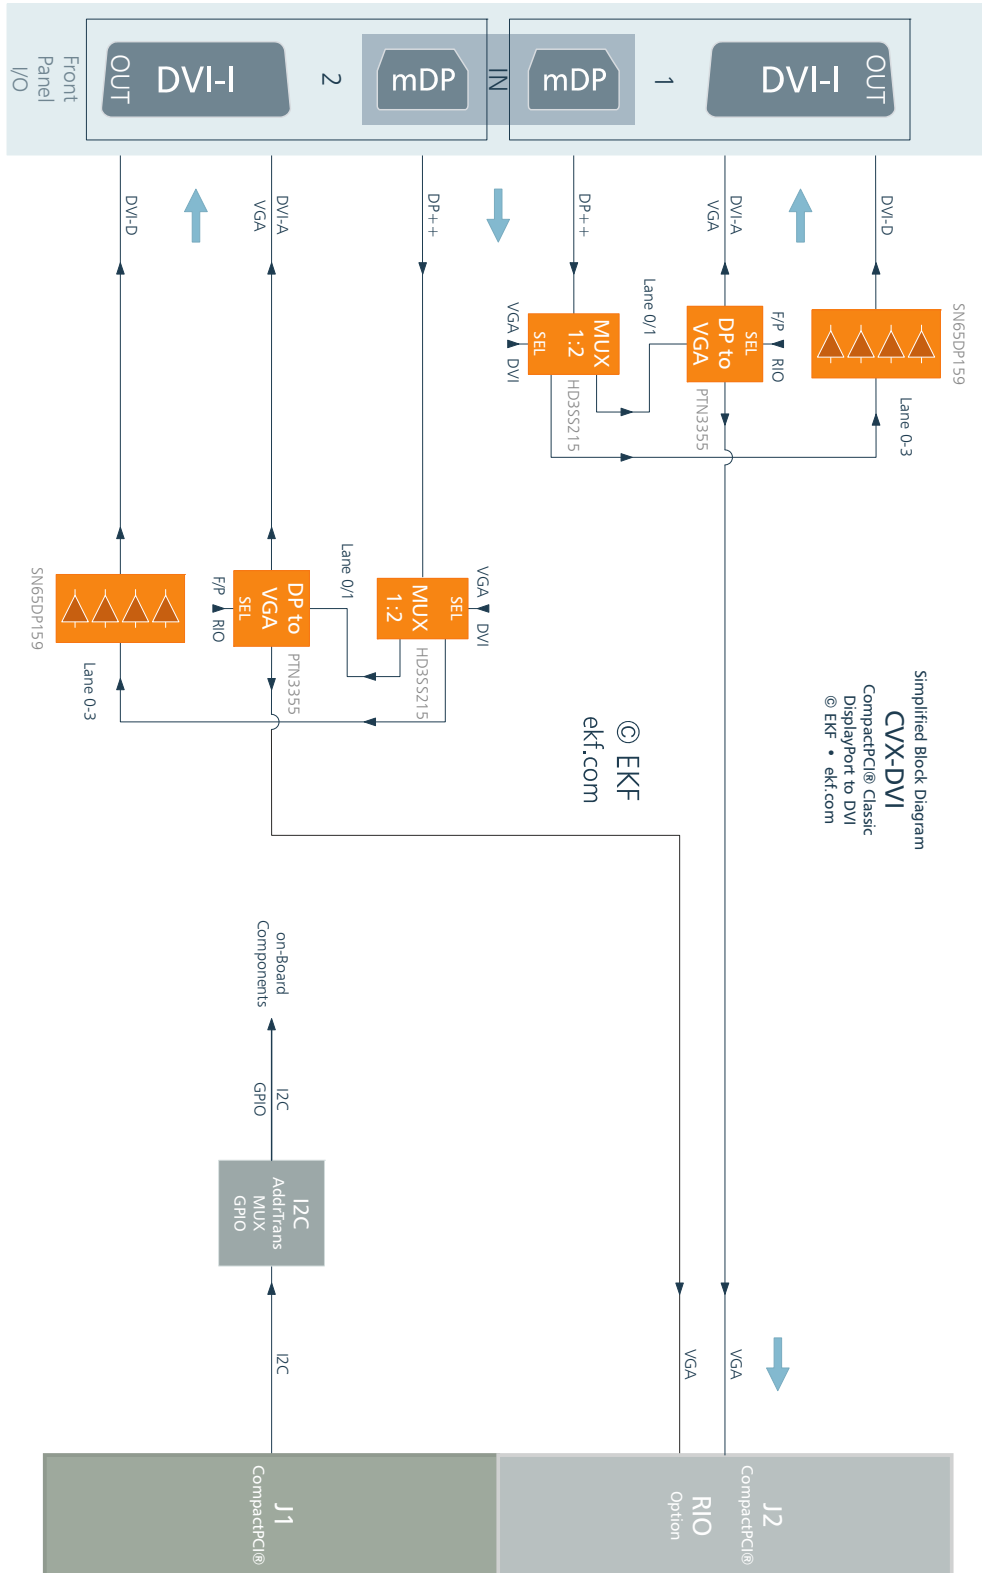 Simplified Block Diagram
CVX-DVI
CompactPCI® Classic
DisplayPort to DVI
© EKF • ekf.com
Front
Panel
I/O
OUT
DVI-I
2
mDP
IN
mDP
1
DVI-I
OUT
DVI-D
DVI-A
VGA
DP++
DP++
DVI-A
VGA
DVI-D
MUX
1:2
SEL
VGA
DVI
HD3SS215
Lane 0/1
DP to
VGA
SEL
F/P
RIO
PTN3355
SN65DP159
Lane 0-3
MUX
1:2
SEL
VGA
DVI
HD3SS215
Lane 0/1
DP to
VGA
SEL
F/P
RIO
PTN3355
SN65DP159
Lane 0-3
© EKF
ekf.com
on-Board
Components
I2C
GPIO
I2C
AddrTrans
MUX
GPIO
I2C
VGA
VGA
J1
CompactPCI®
J2
CompactPCI®
RIO
Option